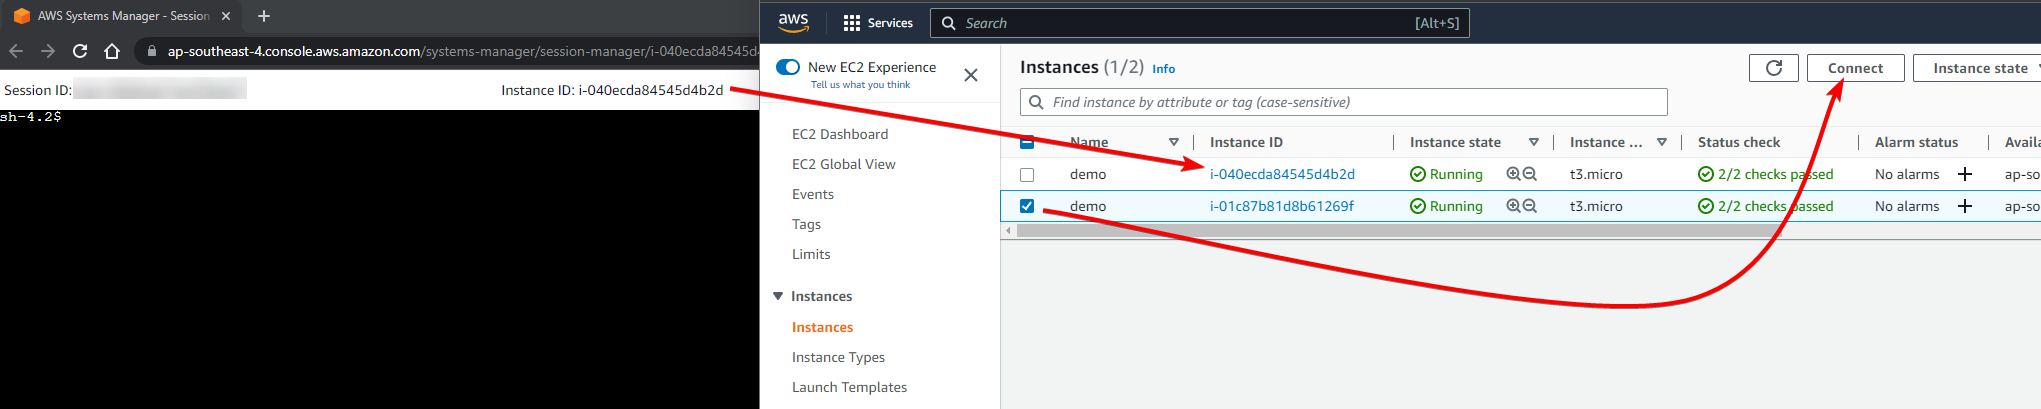 AWS Systems Manager - Session
ap-southeast-4.console.aws.amazon.com/systems-manager/session-manager/i-040ecda84545d4
Session ID:
Instance ID: i-040ecda84545d4b2d
sh-4.2$
aws
Services
Search
[Alt+S]
New EC2 Experience
Tell us what you think
EC2 Dashboard
EC2 Global View
Events
Tags
Limits
Instances
Instances
Instance Types
Launch Templates
Instances (1/2) Info
Connect
Instance state
Find instance by attribute or tag (case-sensitive)
Name Instance ID Instance state Instance ... Status check Alarm status Availa
demo i-040ecda84545d4b2d Running t3.micro 2/2 checks passed No alarms + ap-so
demo i-01c87b81d8b61269f Running t3.micro 2/2 checks passed No alarms + ap-so